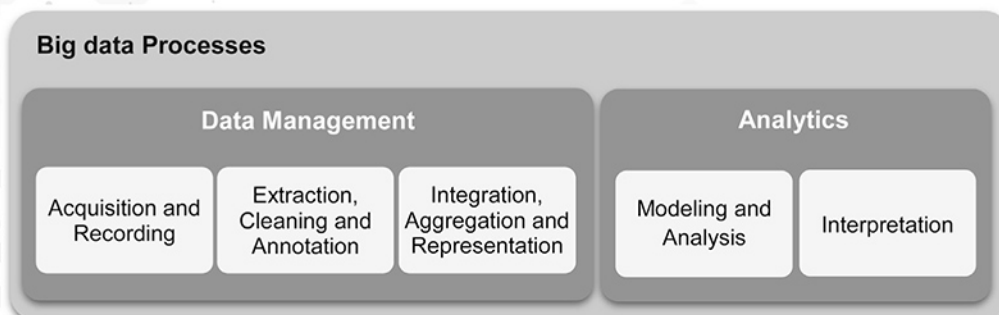 Big data Processes
Data Management
Acquisition and
Recording
Extraction,
Cleaning and
Annotation
Integration,
Aggregation and
Representation
Analytics
Modeling and
Analysis
Interpretation